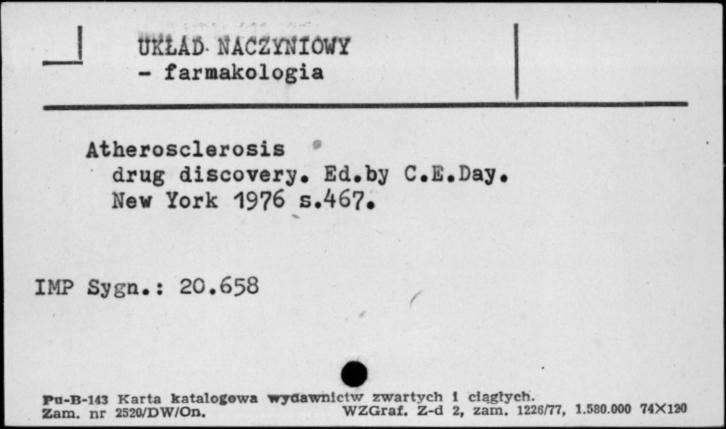 UKŁAD NACZYNIOWY
- farmakologia
Atherosclerosis
drug discovery. Ed.by C.E.Day.
New York 1976 s.467.
IMP Sygn.: 20.658
Pu-B-143 Karta katalogowa wydawnictw zwartych i ciągłych.
Zam. nr 2520/DW/On. WZGraf. Z-d 2, zam. 1226/77, 1.580.000 74X120